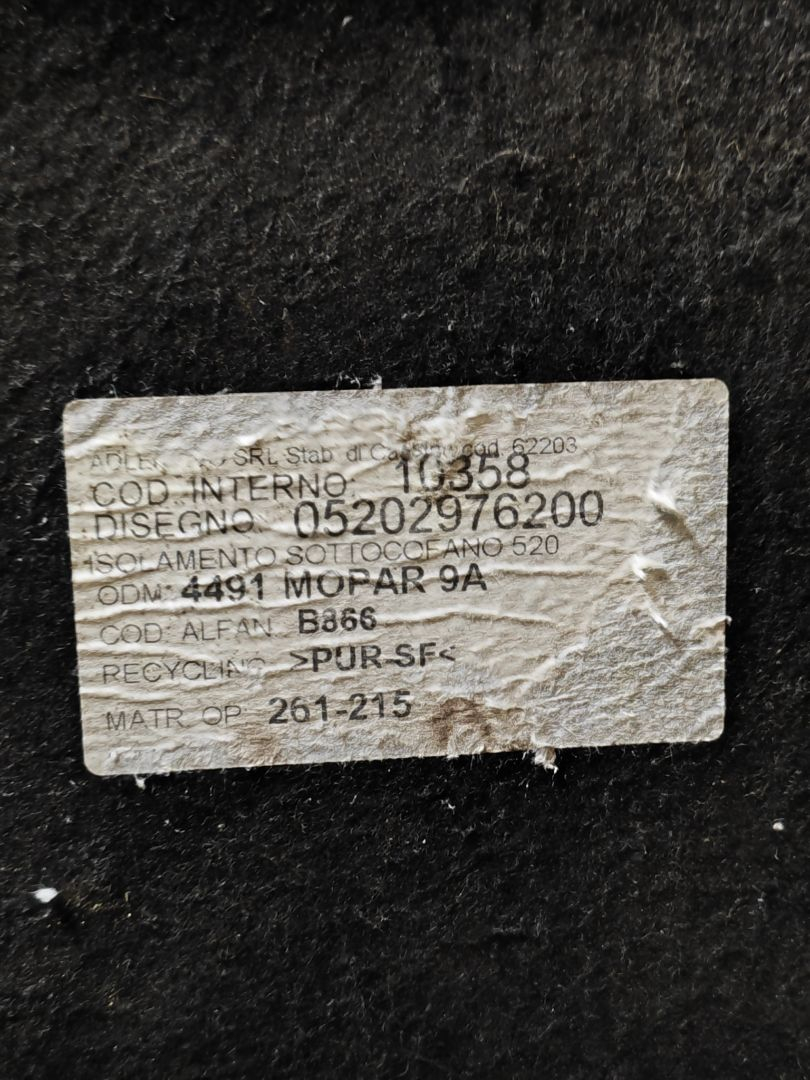 SRL Stab di cod 62203
COD INTERNO: 10358
DISEGNO: 05202976200
ISOLAMENTO SOTTOCOFANO 520
ODM: 4491 MOPAR 9A
COD: ALFAN. B866
RECYCLING >PUR-SF<
MATR. OP. 261-215